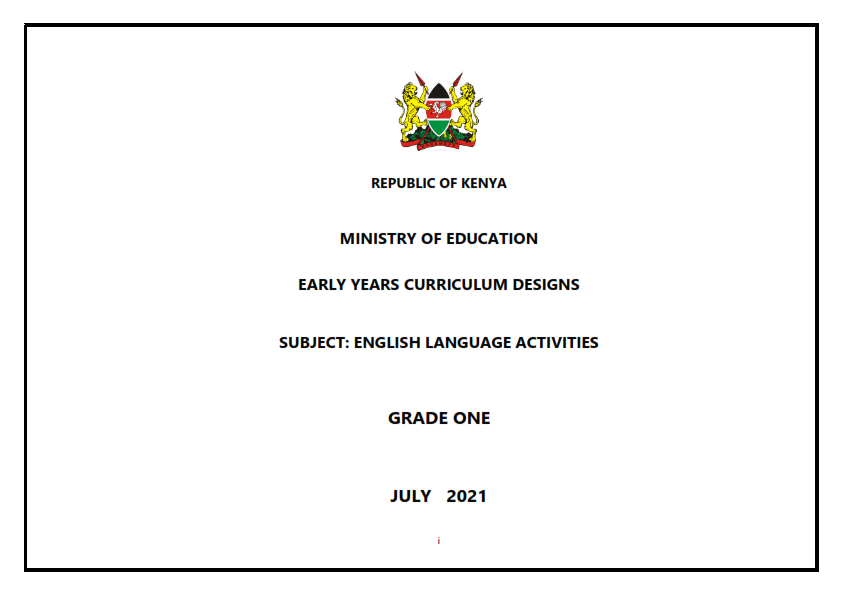 REPUBLIC OF KENYA
MINISTRY OF EDUCATION
EARLY YEARS CURRICULUM DESIGNS
SUBJECT: ENGLISH LANGUAGE ACTIVITIES
GRADE ONE
JULY 2021
i